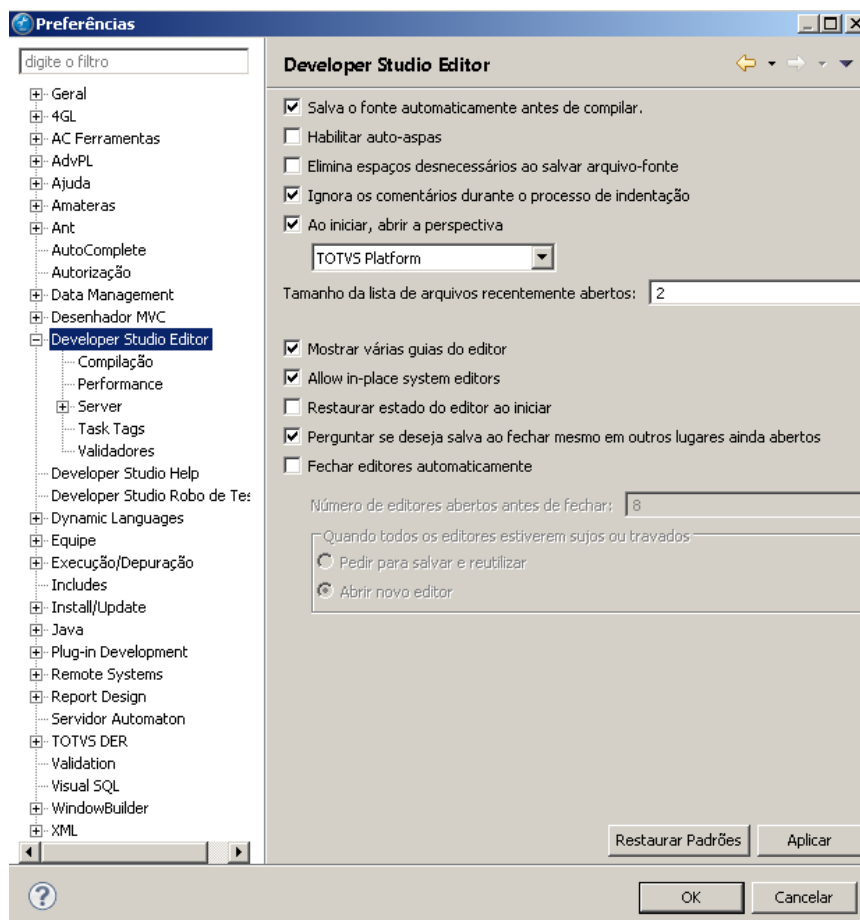 Preferências
digite o filtro
Geral
4GL
AC Ferramentas
AdvPL
Ajuda
Amateras
Ant
AutoComplete
Autorização
Data Management
Desenhador MVC
Developer Studio Editor
Compilação
Performance
Server
Task Tags
Validadores
Developer Studio Help
Developer Studio Robo de Tes
Dynamic Languages
Equipe
Execução/Depuração
Includes
Install/Update
Java
Plug-in Development
Remote Systems
Report Design
Servidor Automaton
TOTVS DER
Validation
Visual SQL
WindowBuilder
XML
Developer Studio Editor
Salva o fonte automaticamente antes de compilar.
Habilitar auto-aspas
Elimina espaços desnecessários ao salvar arquivo-fonte
Ignora os comentários durante o processo de indentação
Ao iniciar, abrir a perspectiva
TOTVS Platform
Tamanho da lista de arquivos recentemente abertos: 2
Mostrar várias guias do editor
Allow in-place system editors
Restaurar estado do editor ao iniciar
Perguntar se deseja salva ao fechar mesmo em outros lugares ainda abertos
Fechar editores automaticamente
Número de editores abertos antes de fechar: 8
Quando todos os editores estiverem sujos ou travados
Pedir para salvar e reutilizar
Abrir novo editor
Restaurar Padrões Aplicar
OK Cancelar